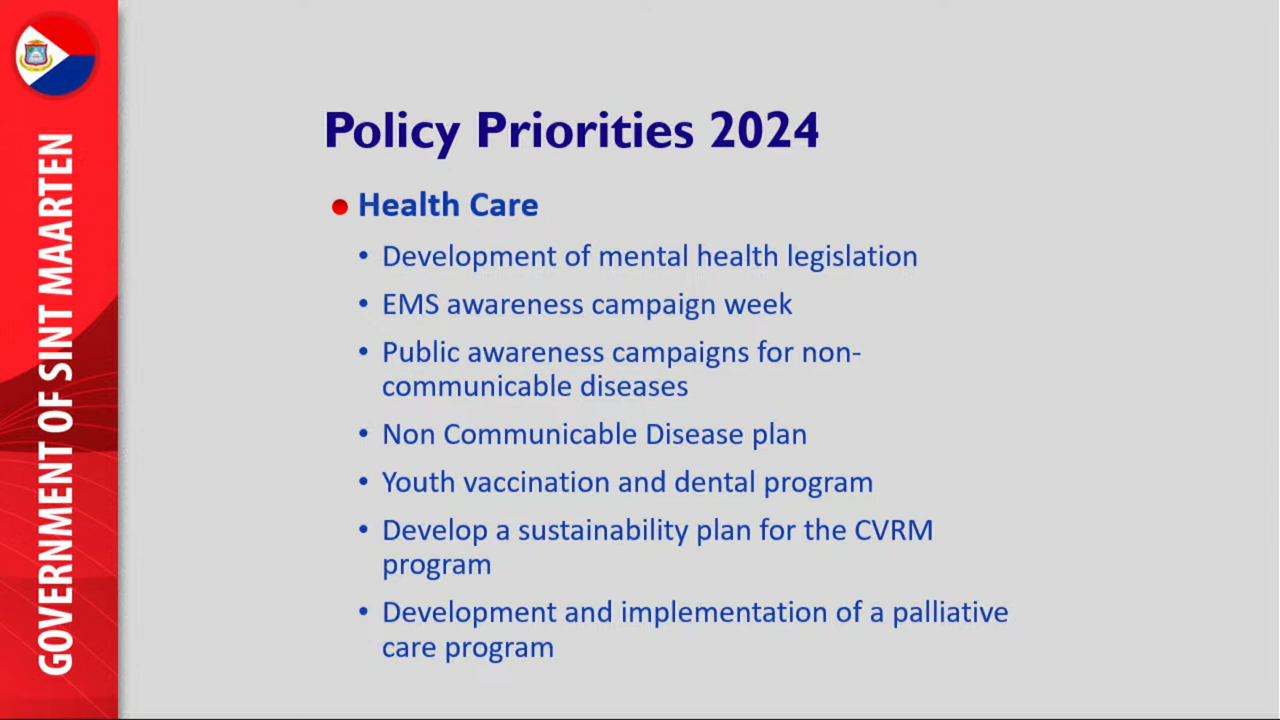 GOVERNMENT OF SINT MAARTEN
Policy Priorities 2024
Health Care
• Development of mental health legislation
• EMS awareness campaign week
• Public awareness campaigns for non-
communicable diseases
• Non Communicable Disease plan
• Youth vaccination and dental program
• Develop a sustainability plan for the CVRM
program
• Development and implementation of a palliative
care program